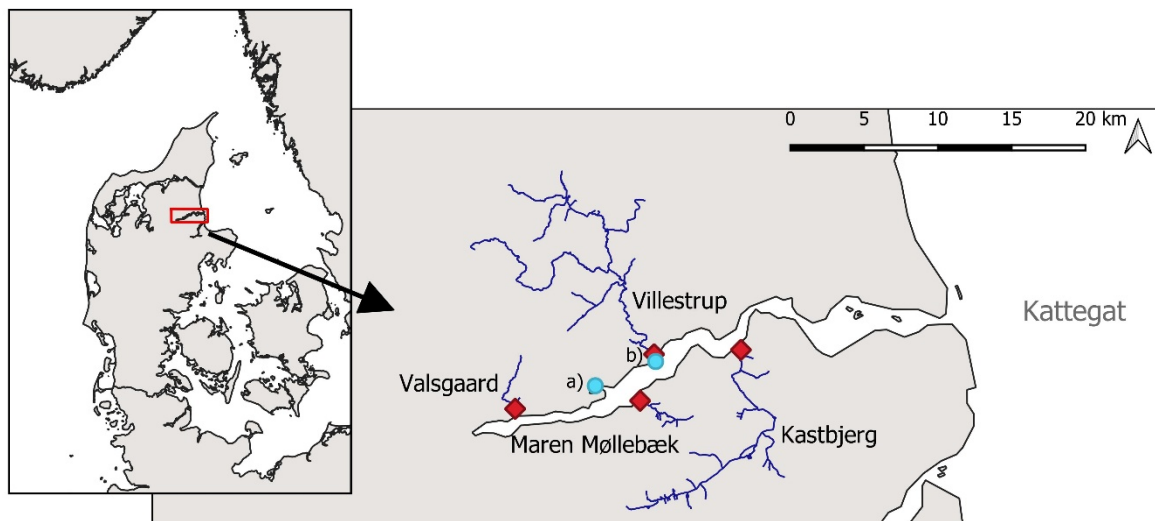 0 5 10 15 20 km
Villestrup
Kattegat
b)
a)
Valsgaard
Maren Møllebæk
Kastbjerg